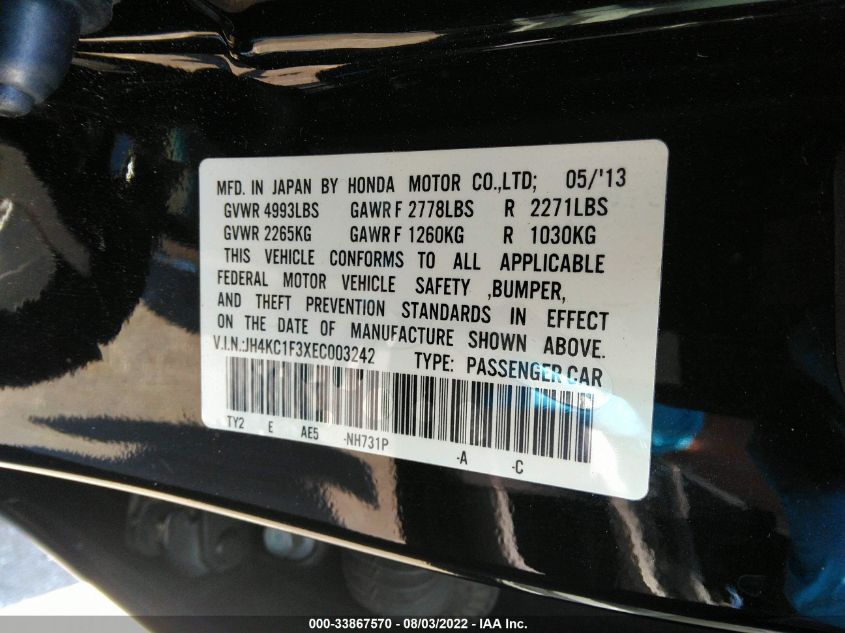 MFD. IN JAPAN BY HONDA MOTOR CO.,LTD; 05/'13
GVWR 4993LBS GAWR F 2778LBS R 2271LBS
GVWR 2265KG GAWR F 1260KG R 1030KG
THIS VEHICLE CONFORMS TO ALL APPLICABLE
FEDERAL MOTOR VEHICLE SAFETY ,BUMPER,
AND THEFT PREVENTION STANDARDS IN EFFECT
ON THE DATE OF MANUFACTURE SHOWN ABOVE.
V.I.N.:JH4KC1F3XEC003242 TYPE: PASSENGER CAR
TY2 E AE5 -NH731P -A -C
000-33867570 - 08/03/2022 - IAA Inc.